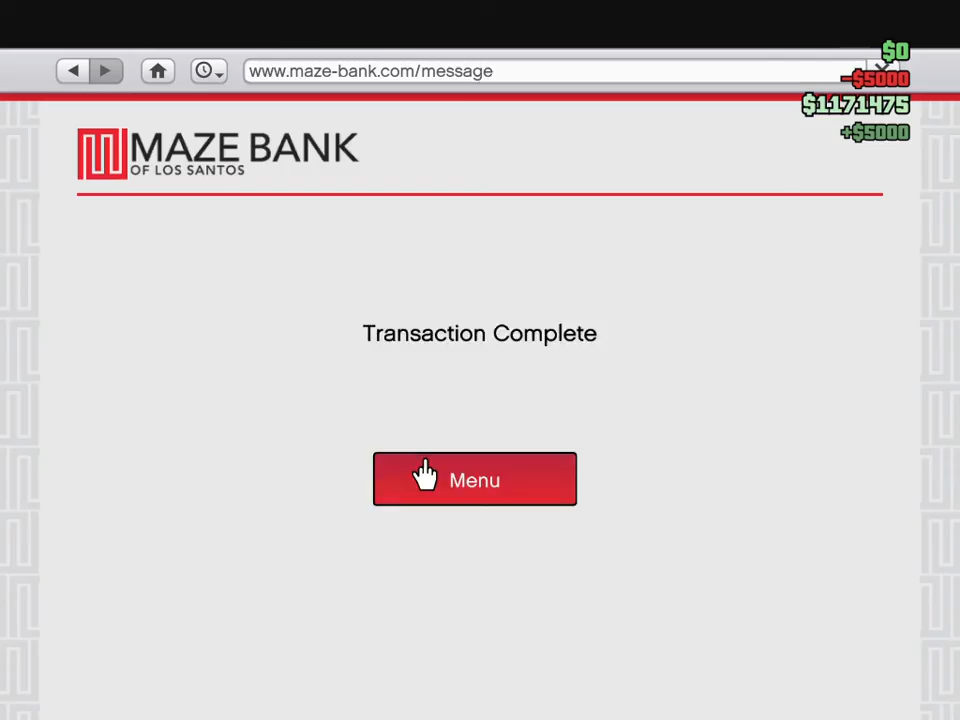 www.maze-bank.com/message
$0
-$5000
$1171475
+$5000
MAZE BANK
OF LOS SANTOS
Transaction Complete
Menu